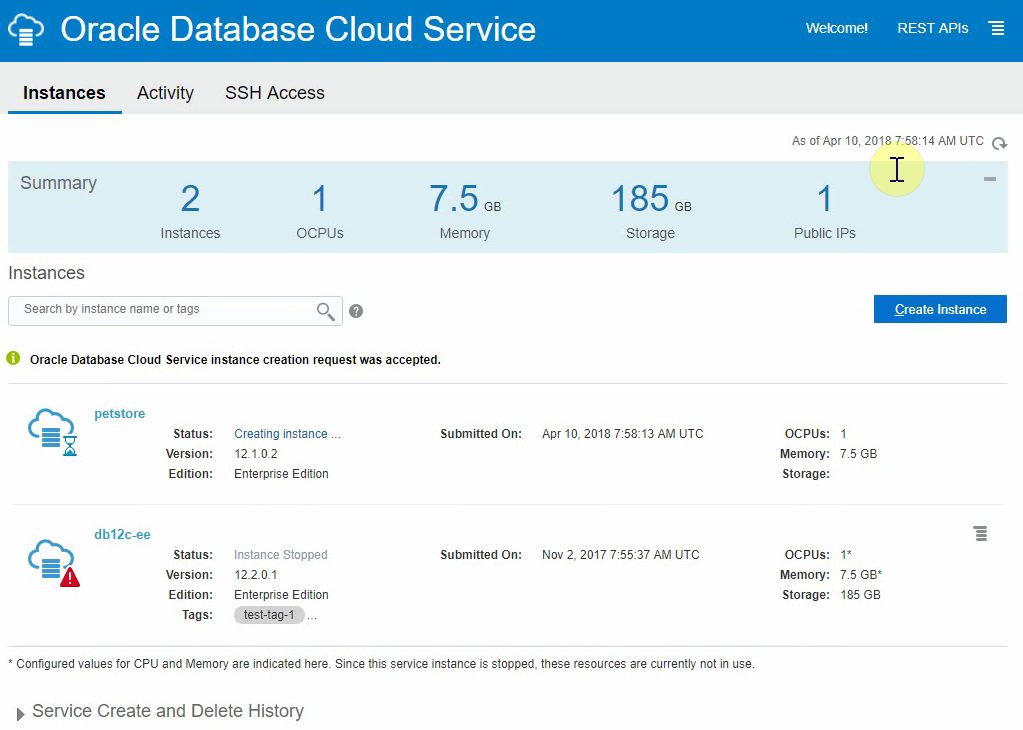 Oracle Database Cloud Service
Welcome! REST APIs
Instances Activity SSH Access
As of Apr 10, 2018 7:58:14 AM UTC
Summary
2 1 7.5 GB 185 GB 1
Instances OCPUs Memory Storage Public IPs
Instances
Search by instance name or tags ?
Create Instance
Oracle Database Cloud Service instance creation request was accepted.
petstore
Status: Creating instance ... Submitted On: Apr 10, 2018 7:58:13 AM UTC OCPUs: 1
Version: 12.1.0.2 Memory: 7.5 GB
Edition: Enterprise Edition Storage:
db12c-ee
Status: Instance Stopped Submitted On: Nov 2, 2017 7:55:37 AM UTC OCPUs: 1*
Version: 12.2.0.1 Memory: 7.5 GB*
Edition: Enterprise Edition Storage: 185 GB
Tags: test-tag-1 ...
* Configured values for CPU and Memory are indicated here. Since this service instance is stopped, these resources are currently not in use.
Service Create and Delete History